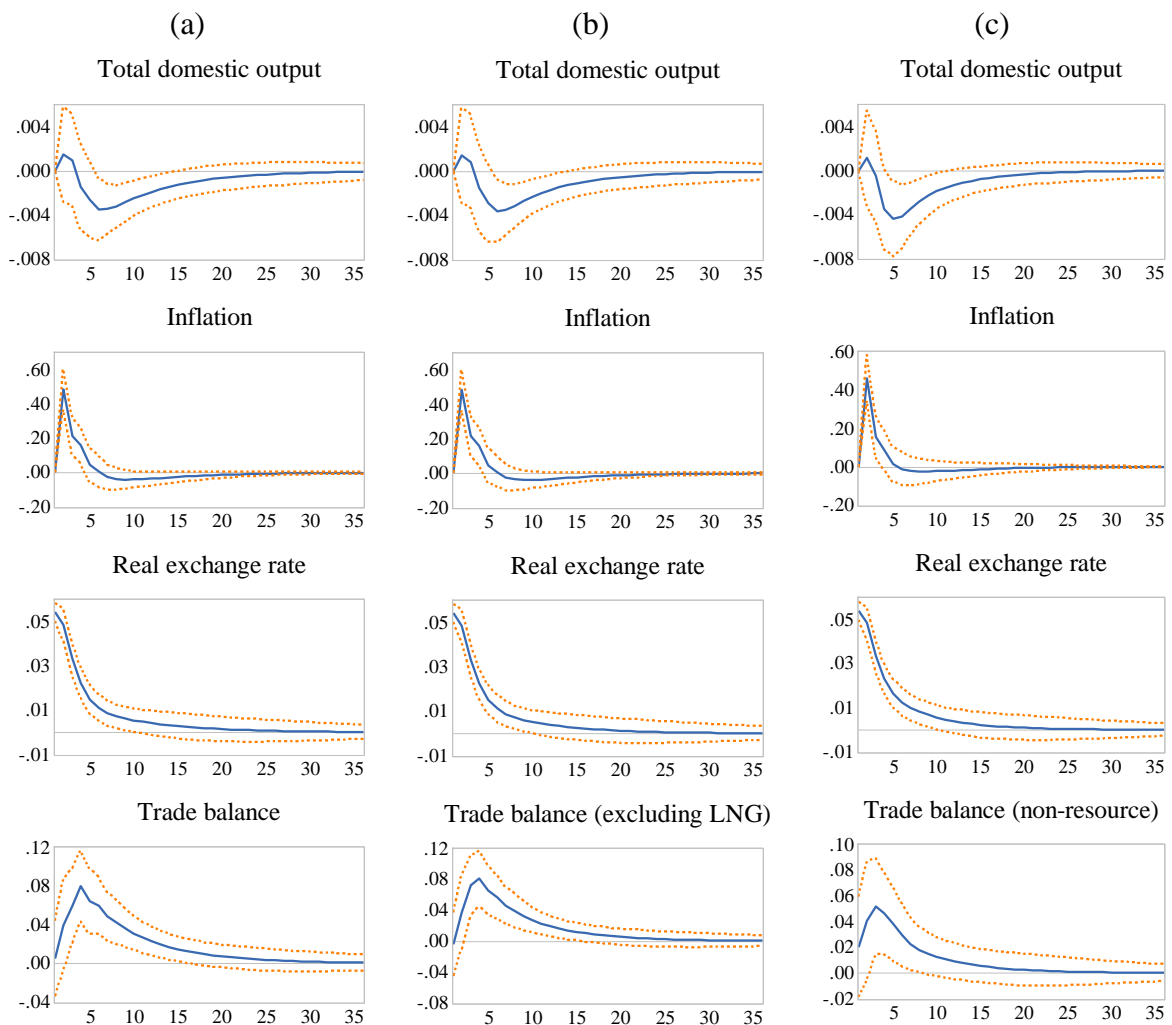 (a) (b) (c)
Total domestic output Total domestic output Total domestic output
.004 .004 .004
.000 .000 .000
-.004 -.004 -.004
-.008 -.008 -.008
5 10 15 20 25 30 35 5 10 15 20 25 30 35 5 10 15 20 25 30 35
Inflation Inflation Inflation
.60 .60 .60
.40 .40 .40
.20 .20 .20
.00 .00 .00
-.20 -.20 -.20
5 10 15 20 25 30 35 5 10 15 20 25 30 35 5 10 15 20 25 30 35
Real exchange rate Real exchange rate Real exchange rate
.05 .05 .05
.03 .03 .03
.01 .01 .01
-.01 -.01 -.01
5 10 15 20 25 30 35 5 10 15 20 25 30 35 5 10 15 20 25 30 35
Trade balance Trade balance (excluding LNG) Trade balance (non-resource)
.12 .12 .10
.08 .08 .08
.04 .04 .06
.00 .00 .04
-.04 -.04 .02
-.08 .00
-.02
5 10 15 20 25 30 35 5 10 15 20 25 30 35 5 10 15 20 25 30 35